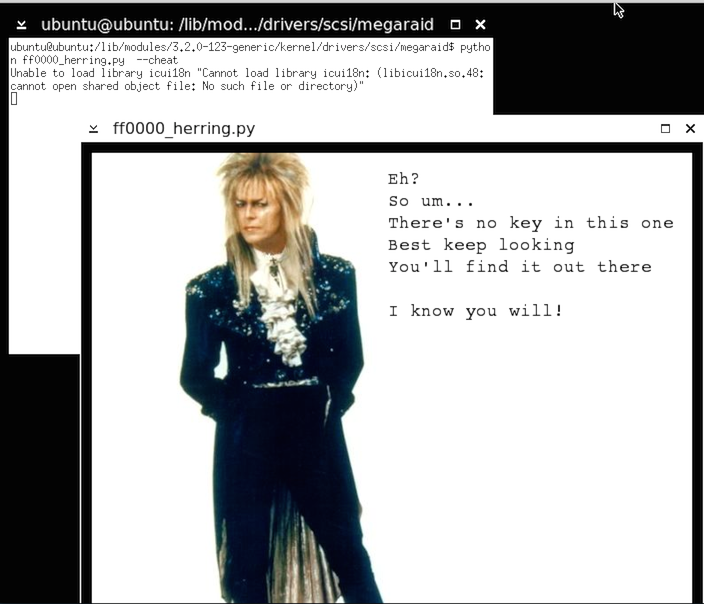 ubuntu@ubuntu: /lib/mod.../drivers/scsi/megaraid
ubuntu@ubuntu:/lib/modules/3.2.0-123-generic/kernel/drivers/scsi/megaraid$ pytho
n ff0000_herring.py  --cheat
Unable to load library icui18n "Cannot load library icui18n: (libicui18n.so.48:
cannot open shared object file: No such file or directory)"
ff0000_herring.py
Eh?
So um...
There's no key in this one
Best keep looking
You'll find it out there
I know you will!